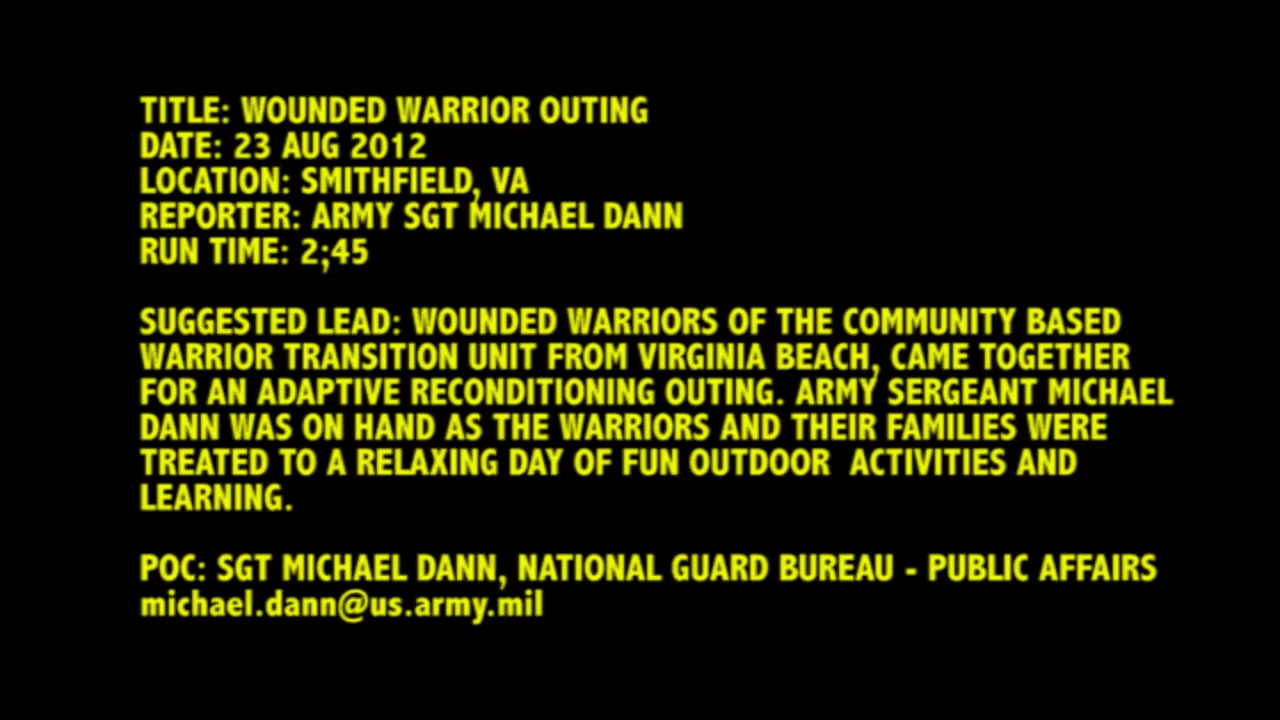 TITLE: WOUNDED WARRIOR OUTING
DATE: 23 AUG 2012
LOCATION: SMITHFIELD, VA
REPORTER: ARMY SGT MICHAEL DANN
RUN TIME: 2;45
SUGGESTED LEAD: WOUNDED WARRIORS OF THE COMMUNITY BASED
WARRIOR TRANSITION UNIT FROM VIRGINIA BEACH, CAME TOGETHER
FOR AN ADAPTIVE RECONDITIONING OUTING. ARMY SERGEANT MICHAEL
DANN WAS ON HAND AS THE WARRIORS AND THEIR FAMILIES WERE
TREATED TO A RELAXING DAY OF FUN OUTDOOR  ACTIVITIES AND
LEARNING.
POC: SGT MICHAEL DANN, NATIONAL GUARD BUREAU - PUBLIC AFFAIRS
michael.dann@us.army.mil